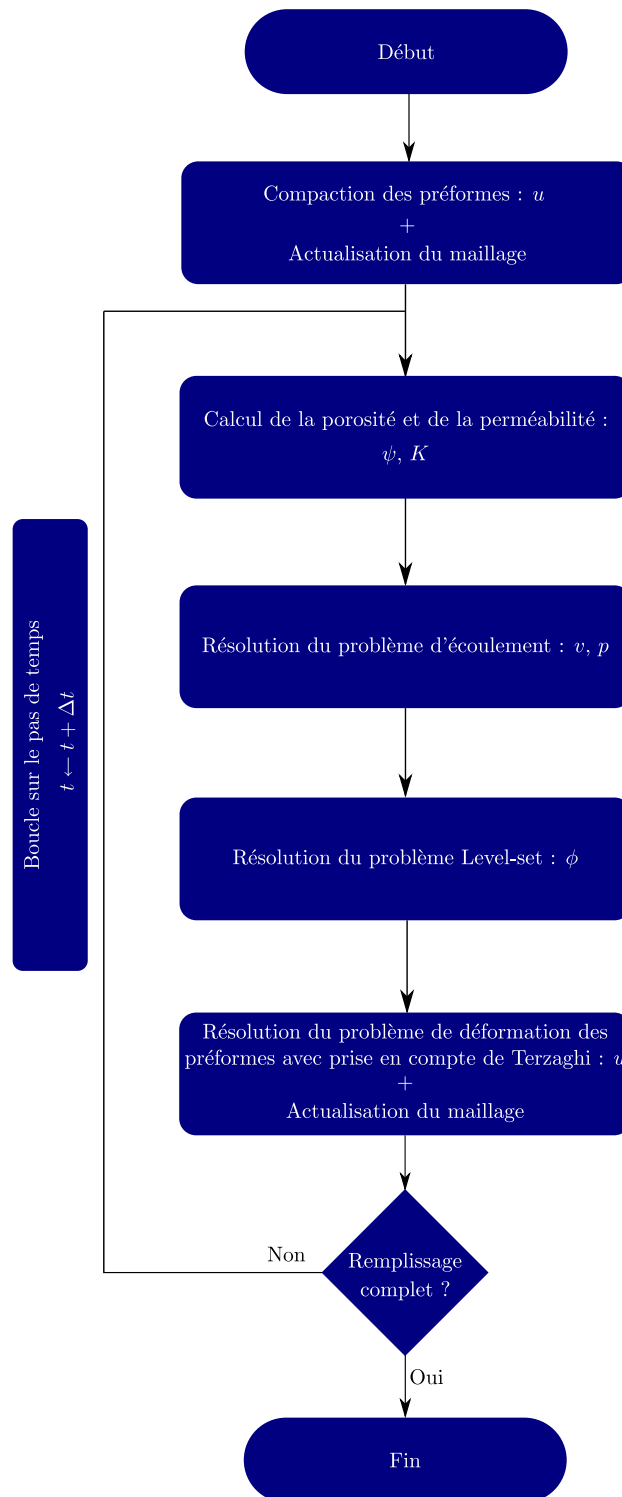 Début
Compaction des préformes : u
+
Actualisation du maillage
Calcul de la porosité et de la perméabilité :
ψ, K
Résolution du problème d'écoulement : v, p
Boucle sur le pas de temps
t ← t + Δt
Résolution du problème Level-set : ϕ
Résolution du problème de déformation des
préformes avec prise en compte de Terzaghi : u
+
Actualisation du maillage
Non
Remplissage
complet ?
Oui
Fin